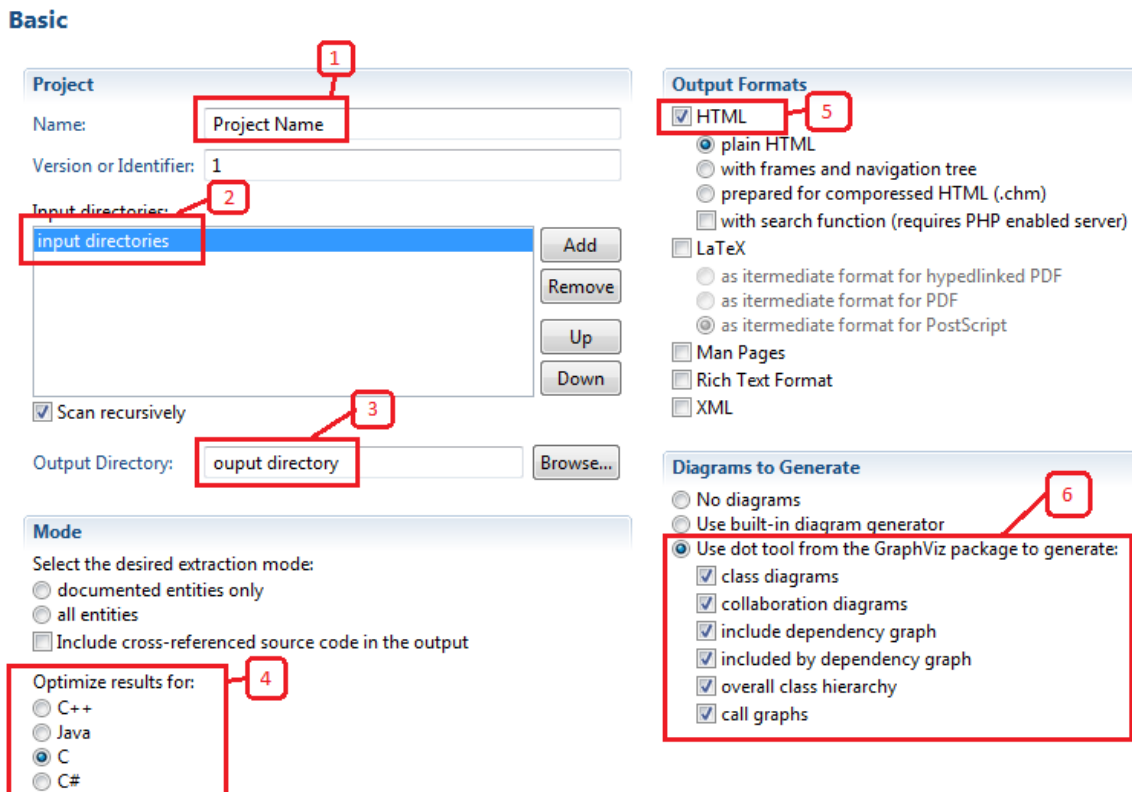 Basic
1
Project
Name: Project Name
Version or Identifier: 1
2
Input directories:
input directories
Add
Remove
Up
Down
Scan recursively
3
Output Directory: ouput directory Browse...
Mode
Select the desired extraction mode:
documented entities only
all entities
Include cross-referenced source code in the output
Optimize results for:
4
C++
Java
C
C#
Output Formats
HTML
5
plain HTML
with frames and navigation tree
prepared for comporessed HTML (.chm)
with search function (requires PHP enabled server)
LaTeX
as itermediate format for hypedlinked PDF
as itermediate format for PDF
as itermediate format for PostScript
Man Pages
Rich Text Format
XML
Diagrams to Generate
6
No diagrams
Use built-in diagram generator
Use dot tool from the GraphViz package to generate:
class diagrams
collaboration diagrams
include dependency graph
included by dependency graph
overall class hierarchy
call graphs